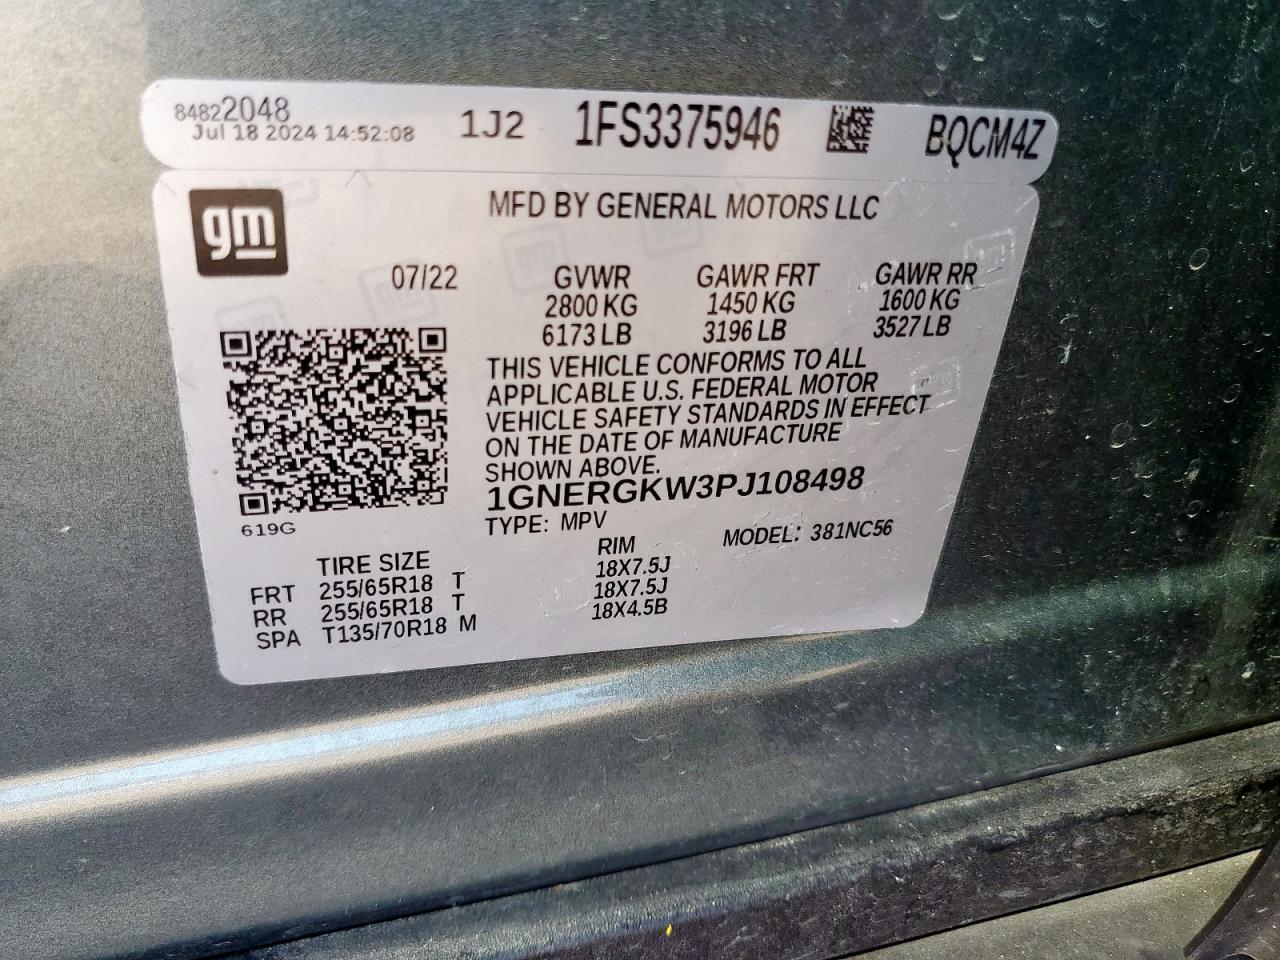 84822048
Jul 18 2024 14:52:08
1J2
1FS3375946
BQCM4Z
gm
MFD BY GENERAL MOTORS LLC
07/22 GVWR GAWR FRT GAWR RR
2800 KG 1450 KG 1600 KG
6173 LB 3196 LB 3527 LB
THIS VEHICLE CONFORMS TO ALL
APPLICABLE U.S. FEDERAL MOTOR
VEHICLE SAFETY STANDARDS IN EFFECT
ON THE DATE OF MANUFACTURE
SHOWN ABOVE.
1GNERGKW3PJ108498
619G
TYPE: MPV MODEL: 381NC56
TIRE SIZE RIM
FRT 255/65R18 T 18X7.5J
RR 255/65R18 T 18X7.5J
SPA T135/70R18 M 18X4.5B